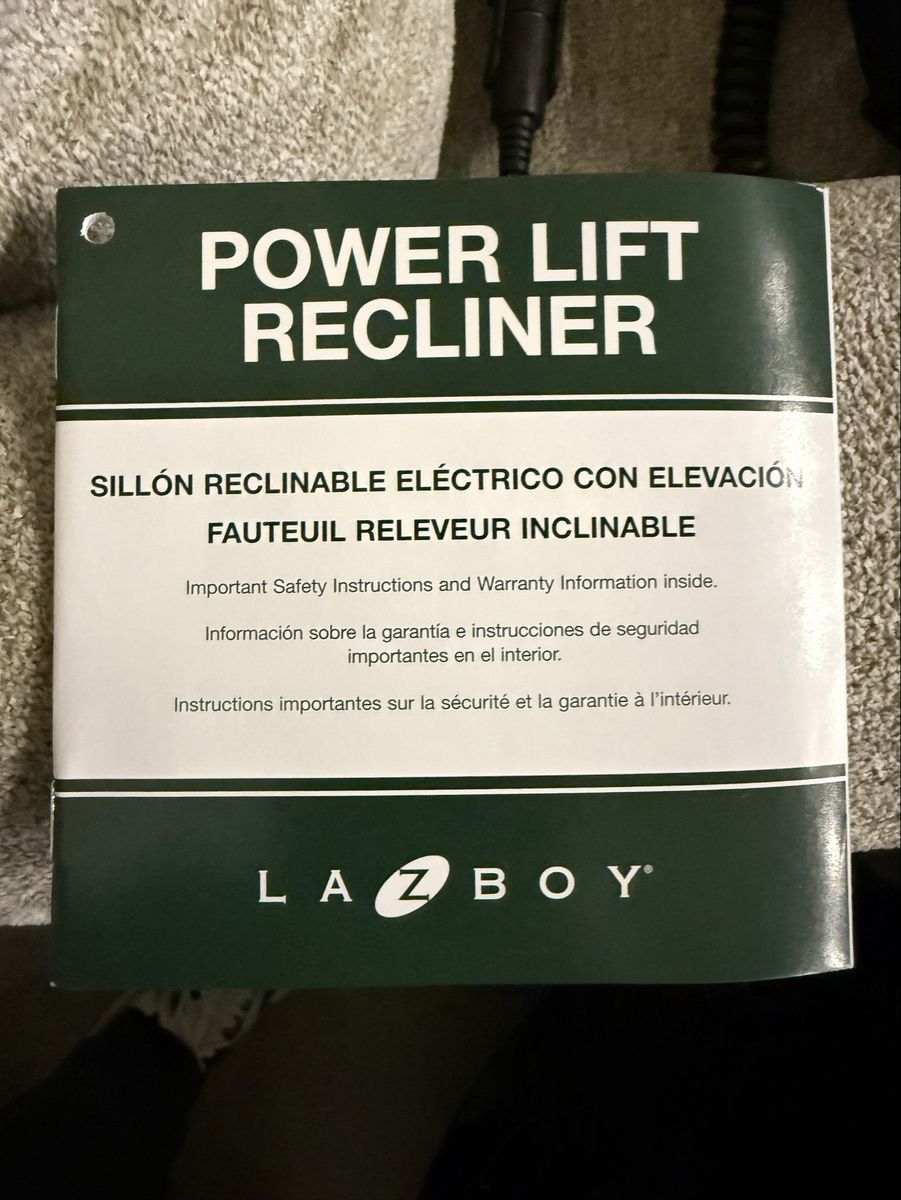 POWER LIFT
RECLINER
SILLÓN RECLINABLE ELÉCTRICO CON ELEVACIÓN
FAUTEUIL RELEVEUR INCLINABLE
Important Safety Instructions and Warranty Information inside.
Información sobre la garantía e instrucciones de seguridad
importantes en el interior.
Instructions importantes sur la sécurité et la garantie à l'intérieur.
LAZBOY®